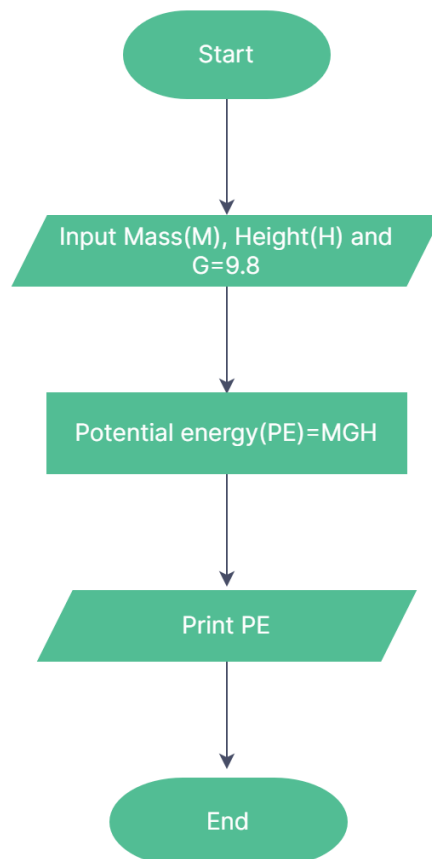 Start
Input Mass(M), Height(H) and
G=9.8
Potential energy(PE)=MGH
Print PE
End